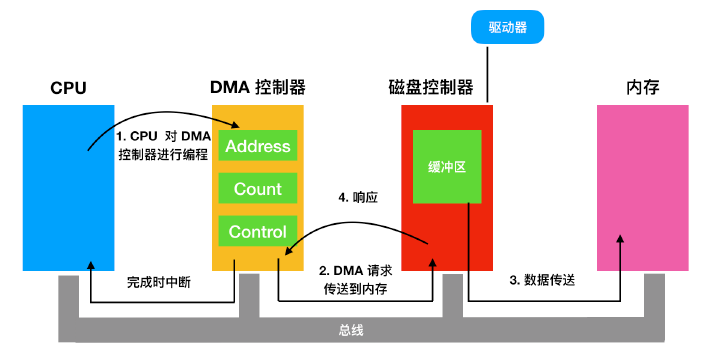 驱动器
CPU
DMA 控制器
磁盘控制器
内存
1. CPU 对 DMA
控制器进行编程
Address
Count
Control
缓冲区
4. 响应
2. DMA 请求
传送到内存
3. 数据传送
完成时中断
总线